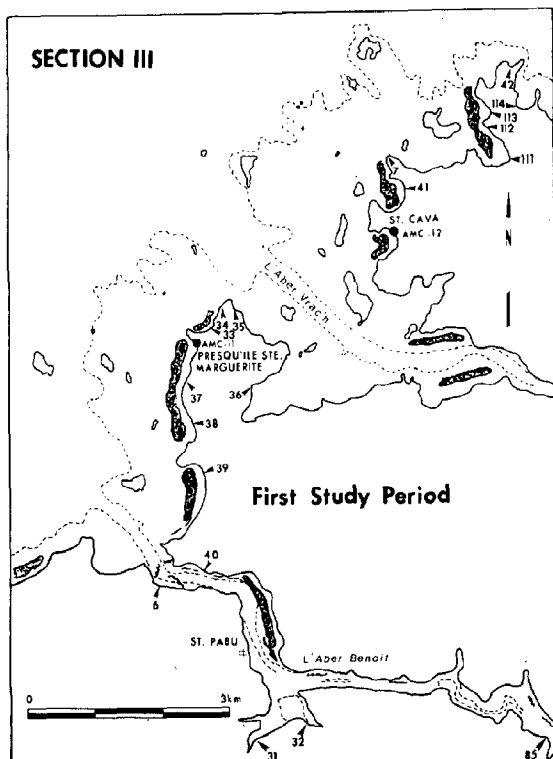 SECTION III
42
114
113
112
111
41
ST. CAVA
AMC-12
N
L'Aber Vrac'h
34
35
33
AMC-11
PRESQU'ILE STE.
MARGUERITE
37
36
38
39
First Study Period
40
6
ST. PABU
L'Aber Benoit
0
3km
32
31
85